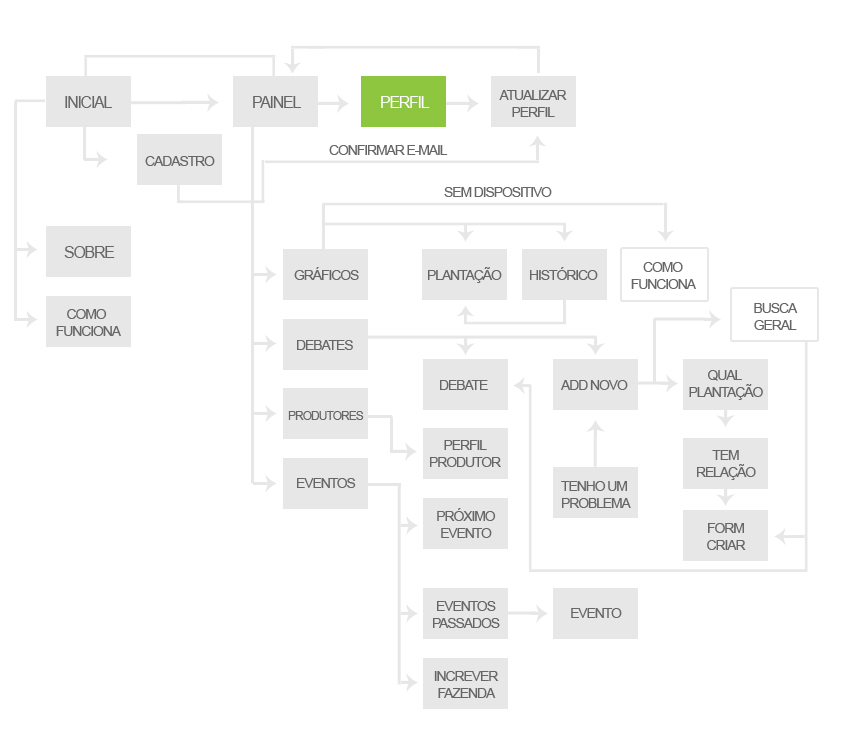 INICIAL
PAINEL
PERFIL
ATUALIZAR
PERFIL
CADASTRO
CONFIRMAR E-MAIL
SEM DISPOSITIVO
SOBRE
COMO
FUNCIONA
GRÁFICOS
PLANTAÇÃO
HISTÓRICO
COMO
FUNCIONA
BUSCA
GERAL
DEBATES
DEBATE
ADD NOVO
QUAL
PLANTAÇÃO
PRODUTORES
PERFIL
PRODUTOR
TEM
RELAÇÃO
EVENTOS
TENHO UM
PROBLEMA
PRÓXIMO
EVENTO
FORM
CRIAR
EVENTOS
PASSADOS
EVENTO
INCREVER
FAZENDA